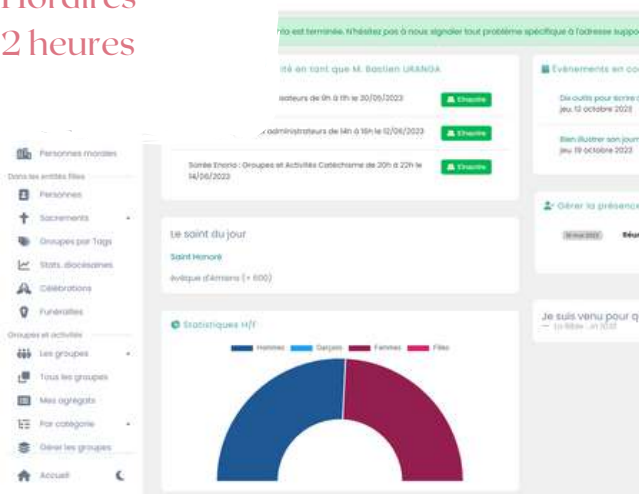 Horaires
2 heures
est terminée. N'hésitez pas à nous signaler tout problème spécifique à l'adresse suppo
ité en tant que M. Bastien URANGA
isateurs de 9h à 11h le 20/05/2023
S'inscrire
administrateurs de 14h à 16h le 12/06/2023
S'inscrire
Soirée Enoria : Groupes et Activités Catéchisme de 20h à 22h le
14/06/2023
S'inscrire
Evènements en co
Dix outils pour écrire
jeu. 12 octobre 2023
Bien illustrer son journ
jeu. 19 octobre 2023
Gérer la présence
Réu
Je suis venu pour q
Personnes morales
Dans les entités filles
Personnes
Sacrements
Groupes par Tags
Stats. diocésaines
Célébrations
Funérailles
Groupes et activités
Les groupes
Tous les groupes
Mes agrégats
Par catégorie
Gérer les groupes
Accueil
Le saint du jour
Saint Honoré
évêque d'Amiens (+ 600)
Statistiques H/F
Hommes Garçons Femmes Filles